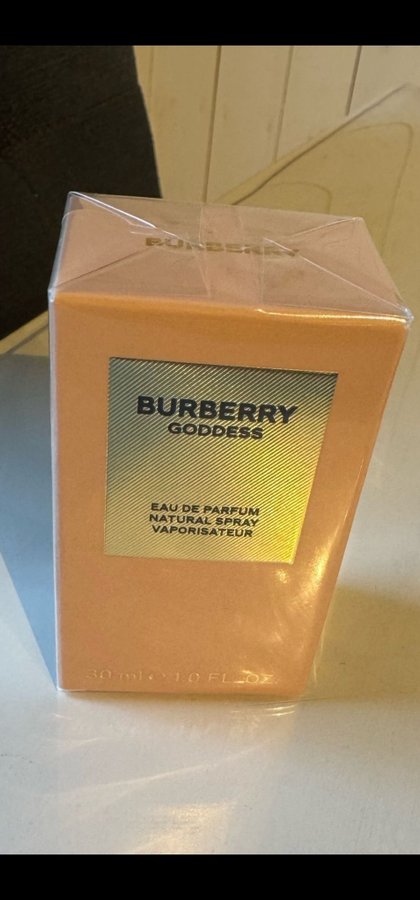 BURBERRY
BURBERRY
GODDESS
EAU DE PARFUM
NATURAL SPRAY
VAPORISATEUR
30 ml ℮ 1.0 FL. OZ.